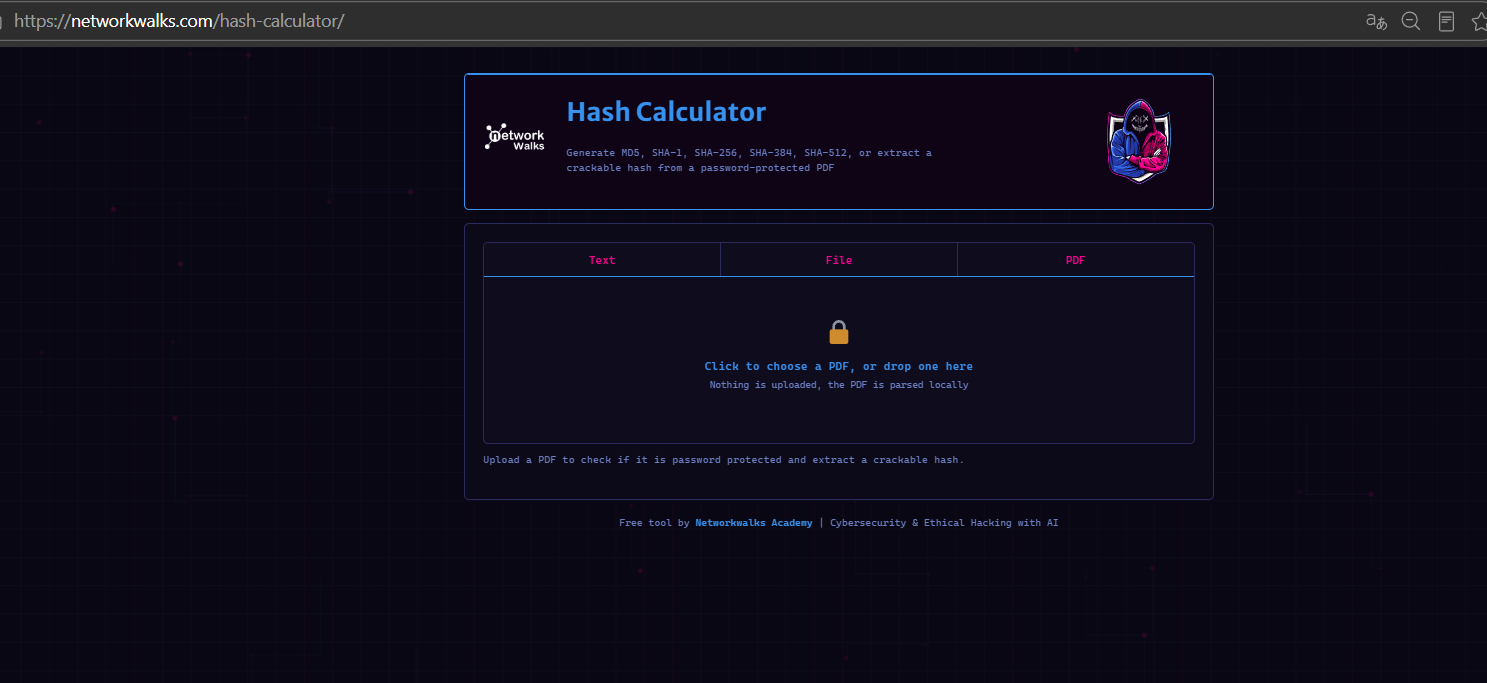 https://networkwalks.com/hash-calculator/
network
Walks
Hash Calculator
Generate MD5, SHA-1, SHA-256, SHA-384, SHA-512, or extract a
crackable hash from a password-protected PDF
Text File PDF
Click to choose a PDF, or drop one here
Nothing is uploaded, the PDF is parsed locally
Upload a PDF to check if it is password protected and extract a crackable hash.
Free tool by Networkwalks Academy | Cybersecurity & Ethical Hacking with AI